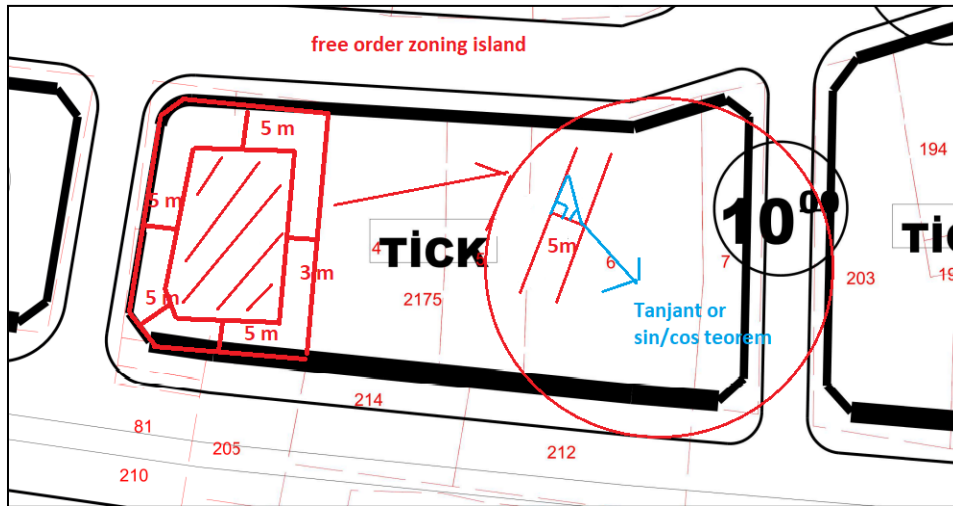 free order zoning island
5 m
5 m
5 m
5 m
3 m
4
TİCK
2175
5m
6
7
10
194
TİC
203
19
Tanjant or
sin/cos teorem
214
81
205
212
210